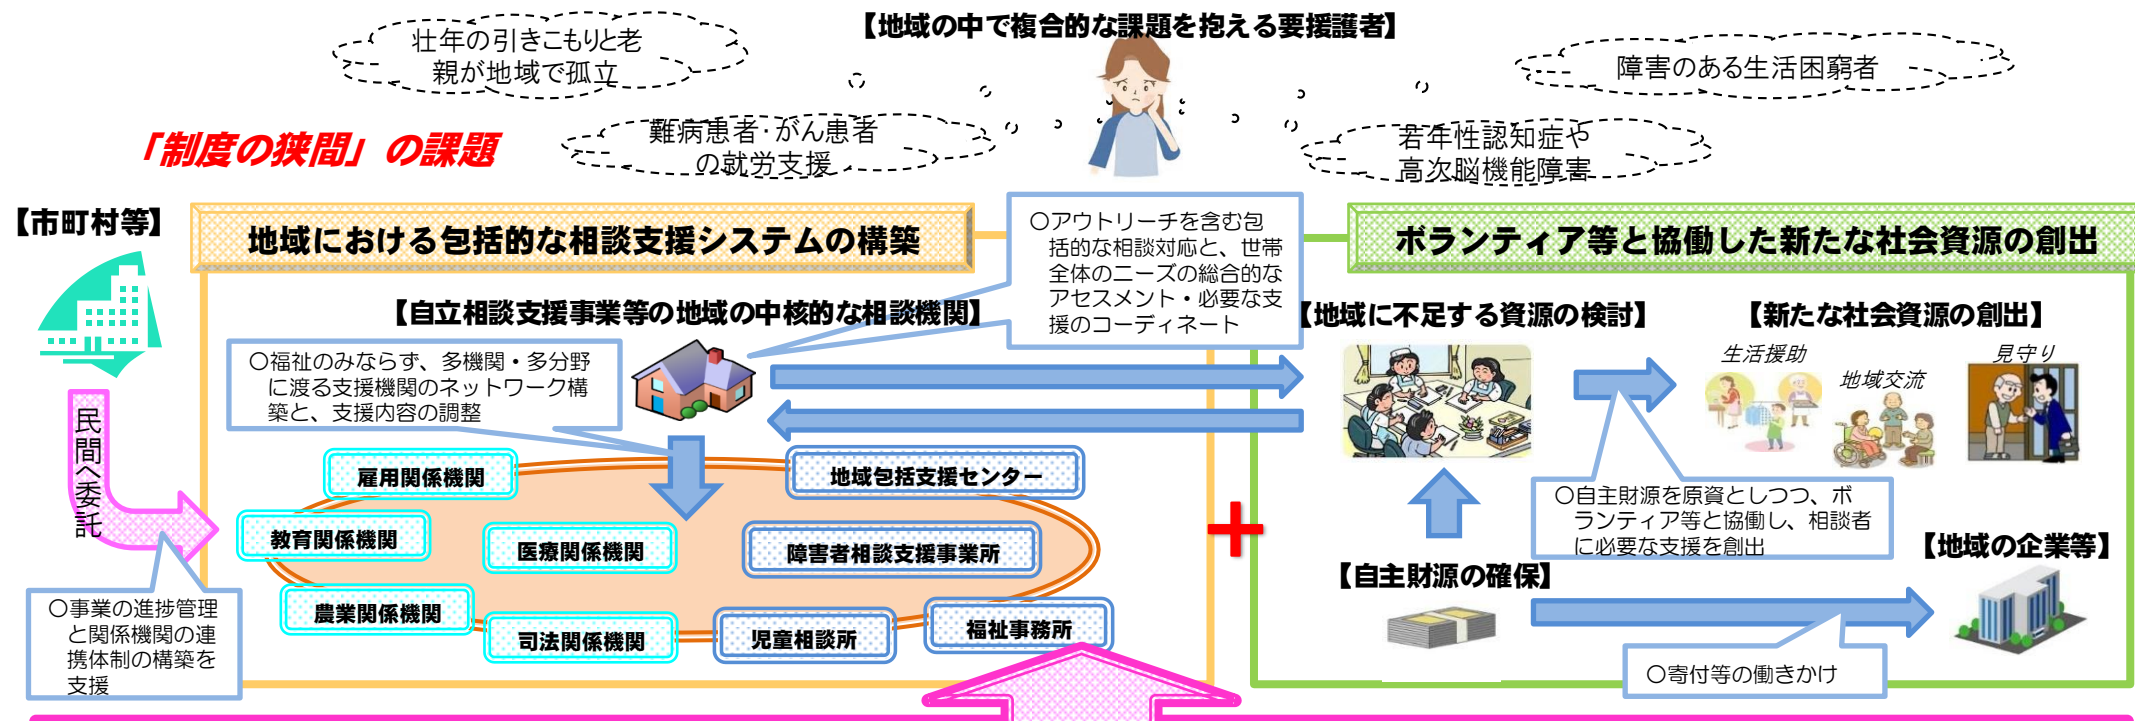 【地域の中で複合的な課題を抱える要援護者】
壮年の引きこもりと老
親が地域で孤立
障害のある生活困窮者
難病患者・がん患者
の就労支援
若年性認知症や
高次脳機能障害
「制度の狭間」の課題
【市町村等】
地域における包括的な相談支援システムの構築
○アウトリーチを含む包
括的な相談対応と、世帯
全体のニーズの総合的な
アセスメント・必要な支
援のコーディネート
ボランティア等と協働した新たな社会資源の創出
【自立相談支援事業等の地域の中核的な相談機関】
○福祉のみならず、多機関・多分野
に渡る支援機関のネットワーク構
築と、支援内容の調整
雇用関係機関
地域包括支援センター
教育関係機関
医療関係機関
障害者相談支援事業所
農業関係機関
司法関係機関
児童相談所
福祉事務所
民間へ委託
○事業の進捗管理
と関係機関の連
携体制の構築を
支援
【地域に不足する資源の検討】
【新たな社会資源の創出】
生活援助
地域交流
見守り
○自主財源を原資としつつ、ボ
ランティア等と協働し、相談者
に必要な支援を創出
【地域の企業等】
【自主財源の確保】
○寄付等の働きかけ